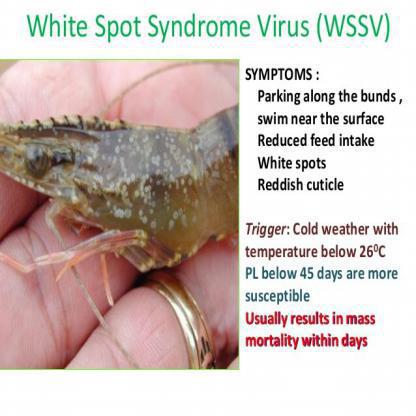 White Spot Syndrome Virus (WSSV)
SYMPTOMS :
Parking along the bunds ,
swim near the surface
Reduced feed intake
White spots
Reddish cuticle
Trigger: Cold weather with
temperature below 26⁰C
PL below 45 days are more
susceptible
Usually results in mass
mortality within days